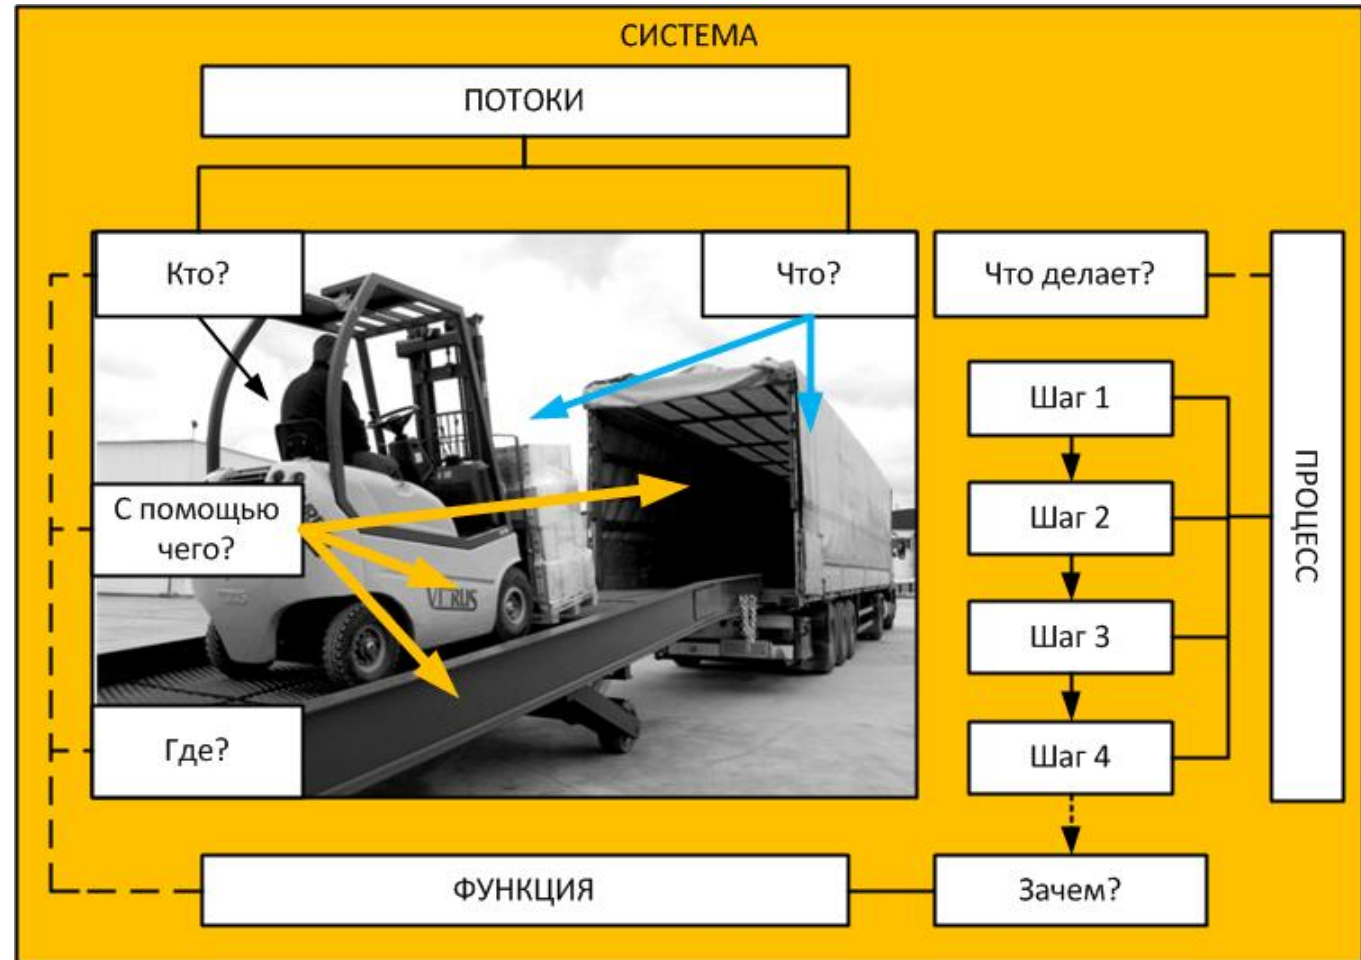 СИСТЕМА
ПОТОКИ
Кто?
Что?
Что делает?
Шаг 1
С помощью
чего?
Шаг 2
Шаг 3
Где?
Шаг 4
ПРОЦЕСС
ФУНКЦИЯ
Зачем?